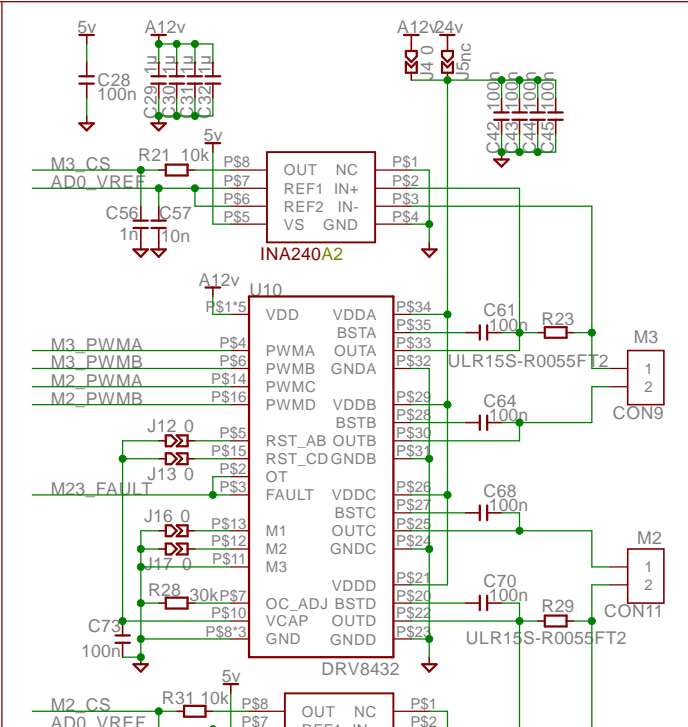 5v A12v A12v 24v
J4 0 J5nc
C28 100n
C29 1µ C30 1µ C31 1µ C32 1µ
C42 100n C43 100n C44 100n C45 100n
5v
R21 10k
M3_CS P$8 OUT NC P$1
AD0_VREF P$7 REF1 IN+ P$2
P$6 REF2 IN- P$3
P$5 VS GND P$4
C56 1n C57 10n
INA240A2
A12v
U10
P$1*5 VDD VDDA P$34
C61 100n R23
BSTA P$35
M3
M3_PWMA P$4 PWMA OUTA P$33
ULR15S-R0055FT2
M3_PWMB P$6 PWMB GNDA P$32
1
M2_PWMA P$14 PWMC
2
M2_PWMB P$16 PWMD VDDB P$29
C64 100n
CON9
BSTB P$28
J12 0
P$5 RST_AB OUTB P$30
P$15 RST_CD GNDB P$31
J13 0
P$2 OT
M23_FAULT P$3 FAULT VDDC P$26
C68 100n
BSTC P$27
J16 0
P$13 M1 OUTC P$25
M2
P$12 M2 GNDC P$24
J17 0
P$11 M3
1
VDDD P$21
2
R28 30k P$7 OC_ADJ BSTD P$20
C70 100n
R29
CON11
P$10 VCAP OUTD P$22
C73 100n
P$8*3 GND GNDD P$23
ULR15S-R0055FT2
DRV8432
5v
R31 10k
M2_CS P$8 OUT NC P$1
AD0_VREF P$7 REF1 IN+ P$2